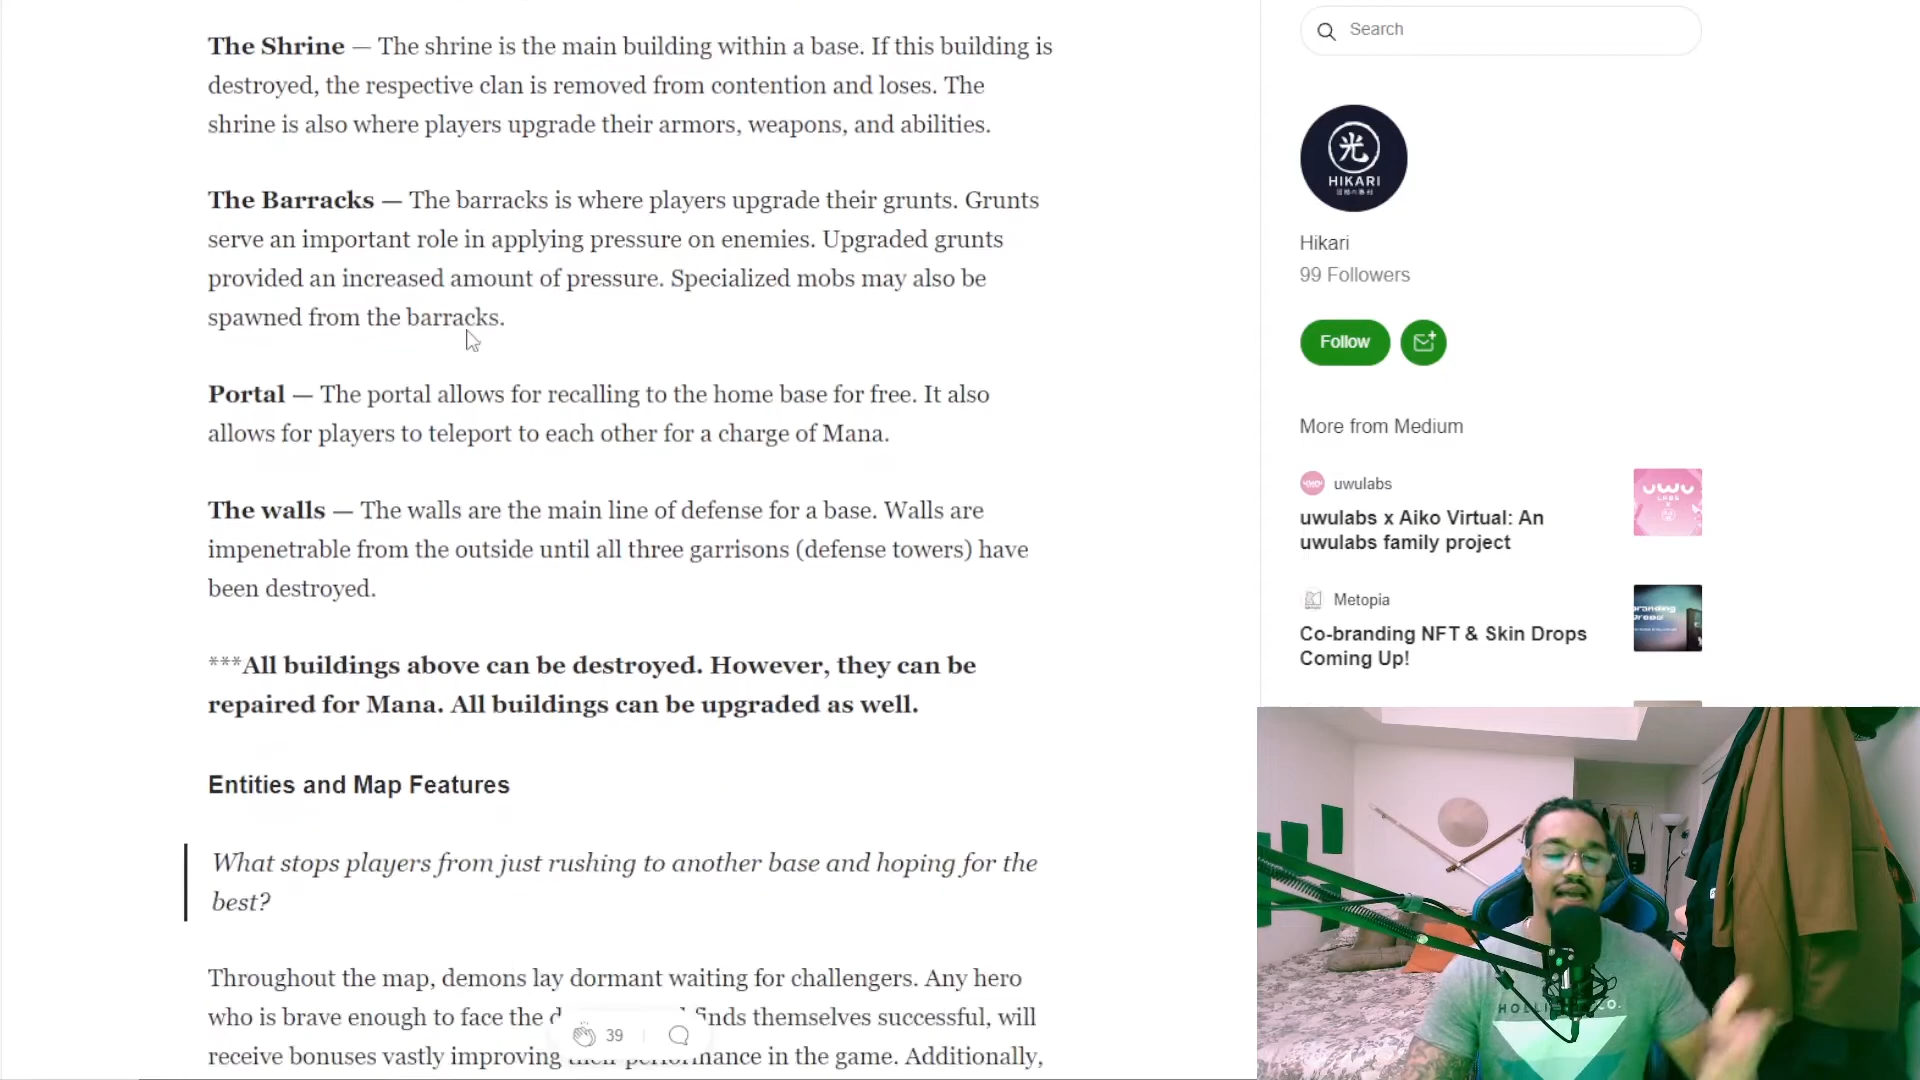 The Shrine — The shrine is the main building within a base. If this building is
destroyed, the respective clan is removed from contention and loses. The
shrine is also where players upgrade their armors, weapons, and abilities.
The Barracks — The barracks is where players upgrade their grunts. Grunts
serve an important role in applying pressure on enemies. Upgraded grunts
provided an increased amount of pressure. Specialized mobs may also be
spawned from the barracks.
Portal — The portal allows for recalling to the home base for free. It also
allows for players to teleport to each other for a charge of Mana.
The walls — The walls are the main line of defense for a base. Walls are
impenetrable from the outside until all three garrisons (defense towers) have
been destroyed.
***All buildings above can be destroyed. However, they can be
repaired for Mana. All buildings can be upgraded as well.
Entities and Map Features
What stops players from just rushing to another base and hoping for the
best?
Throughout the map, demons lay dormant waiting for challengers. Any hero
who is brave enough to face the finds themselves successful, will
receive bonuses vastly improving their performance in the game. Additionally,
39
Search
光
HIKARI
Hikari
99 Followers
Follow
More from Medium
uwulabs
uwulabs x Aiko Virtual: An
uwulabs family project
UWU
LABS
Metopia
Co-branding NFT & Skin Drops
Coming Up!